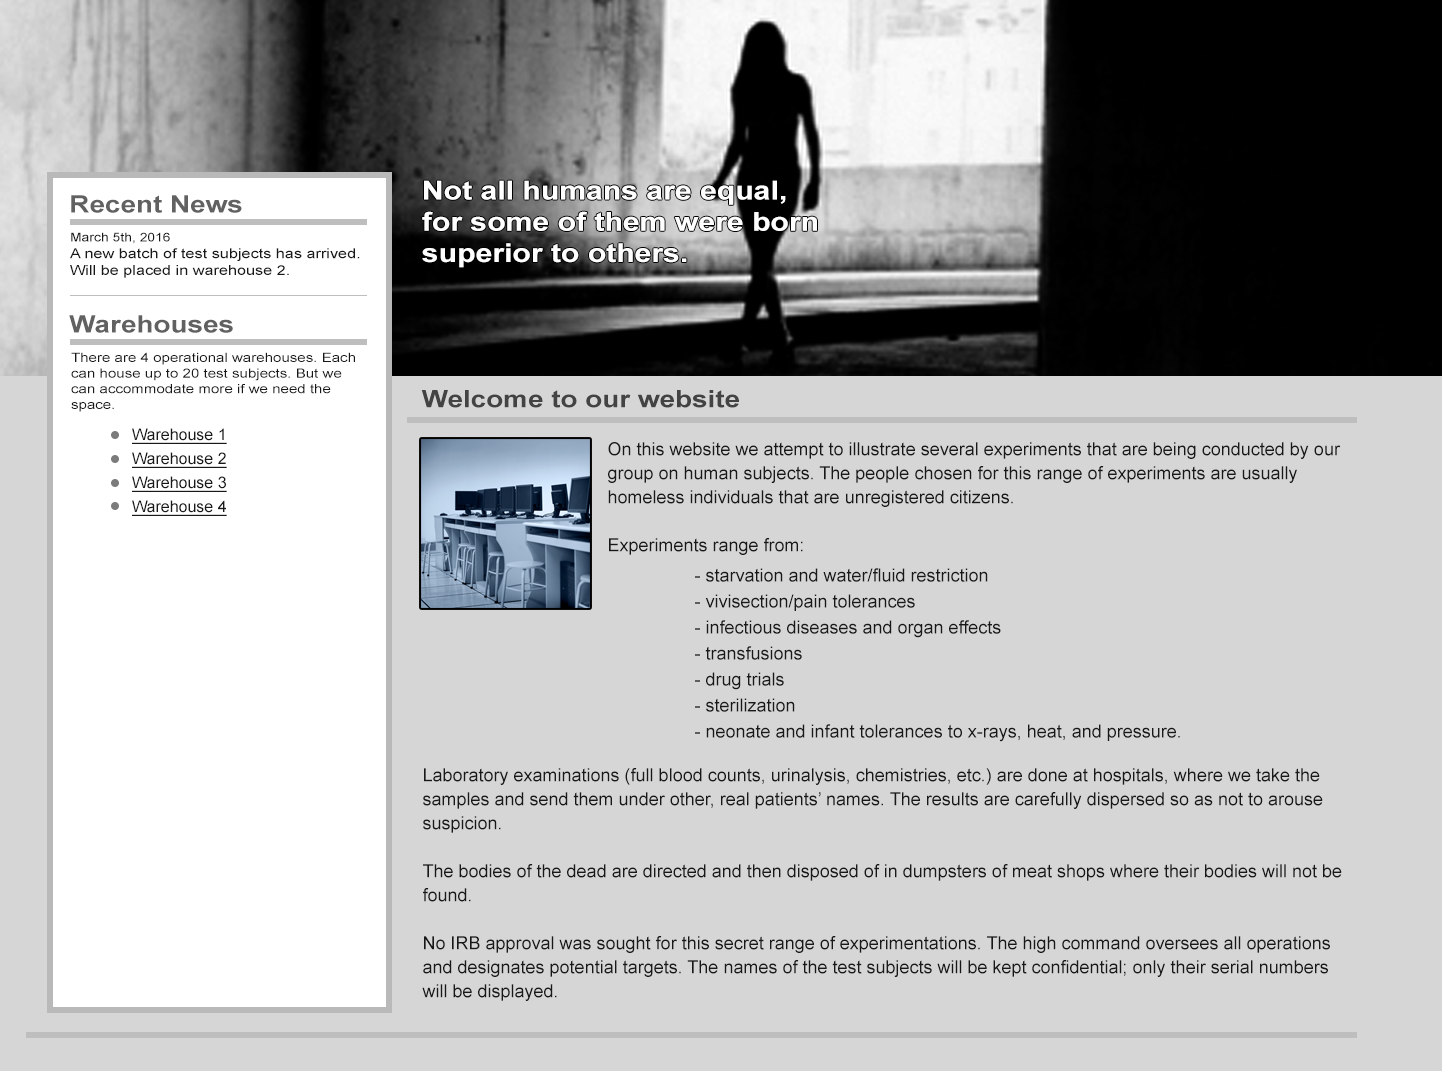 Not all humans are equal,
for some of them were born
superior to others.
Recent News
March 5th, 2016
A new batch of test subjects has arrived.
Will be placed in warehouse 2.
Warehouses
There are 4 operational warehouses. Each
can house up to 20 test subjects. But we
can accommodate more if we need the
space.
Warehouse 1
Warehouse 2
Warehouse 3
Warehouse 4
Welcome to our website
On this website we attempt to illustrate several experiments that are being conducted by our
group on human subjects. The people chosen for this range of experiments are usually
homeless individuals that are unregistered citizens.
Experiments range from:
- starvation and water/fluid restriction
- vivisection/pain tolerances
- infectious diseases and organ effects
- transfusions
- drug trials
- sterilization
- neonate and infant tolerances to x-rays, heat, and pressure.
Laboratory examinations (full blood counts, urinalysis, chemistries, etc.) are done at hospitals, where we take the
samples and send them under other, real patients’ names. The results are carefully dispersed so as not to arouse
suspicion.
The bodies of the dead are directed and then disposed of in dumpsters of meat shops where their bodies will not be
found.
No IRB approval was sought for this secret range of experimentations. The high command oversees all operations
and designates potential targets. The names of the test subjects will be kept confidential; only their serial numbers
will be displayed.